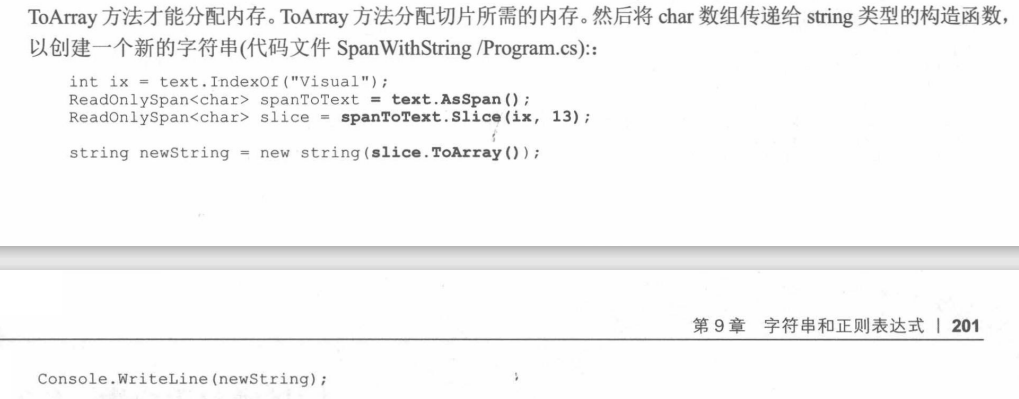 ToArray 方法才能分配内存。ToArray 方法分配切片所需的内存。然后将 char 数组传递给 string 类型的构造函数，
以创建一个新的字符串(代码文件 SpanWithString /Program.cs)::
int ix = text.IndexOf("Visual");
ReadOnlySpan<char> spanToText = text.AsSpan();
ReadOnlySpan<char> slice = spanToText.Slice(ix, 13);
string newString = new string(slice.ToArray());
第 9 章 字符串和正则表达式 | 201
Console.WriteLine(newString);